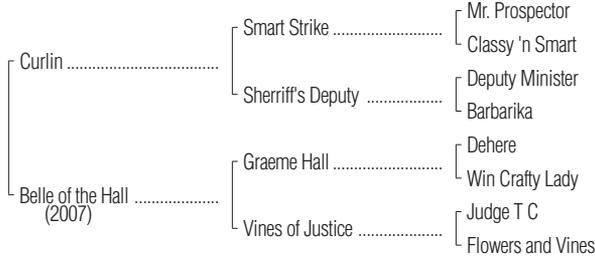 Mr. Prospector
Smart Strike ....................
Classy 'n Smart
Curlin ............................
Deputy Minister
Sherriff's Deputy ..............
Barbarika
Dehere
Graeme Hall ....................
Win Crafty Lady
Belle of the Hall ................
(2007)
Judge T C
Vines of Justice ................
Flowers and Vines